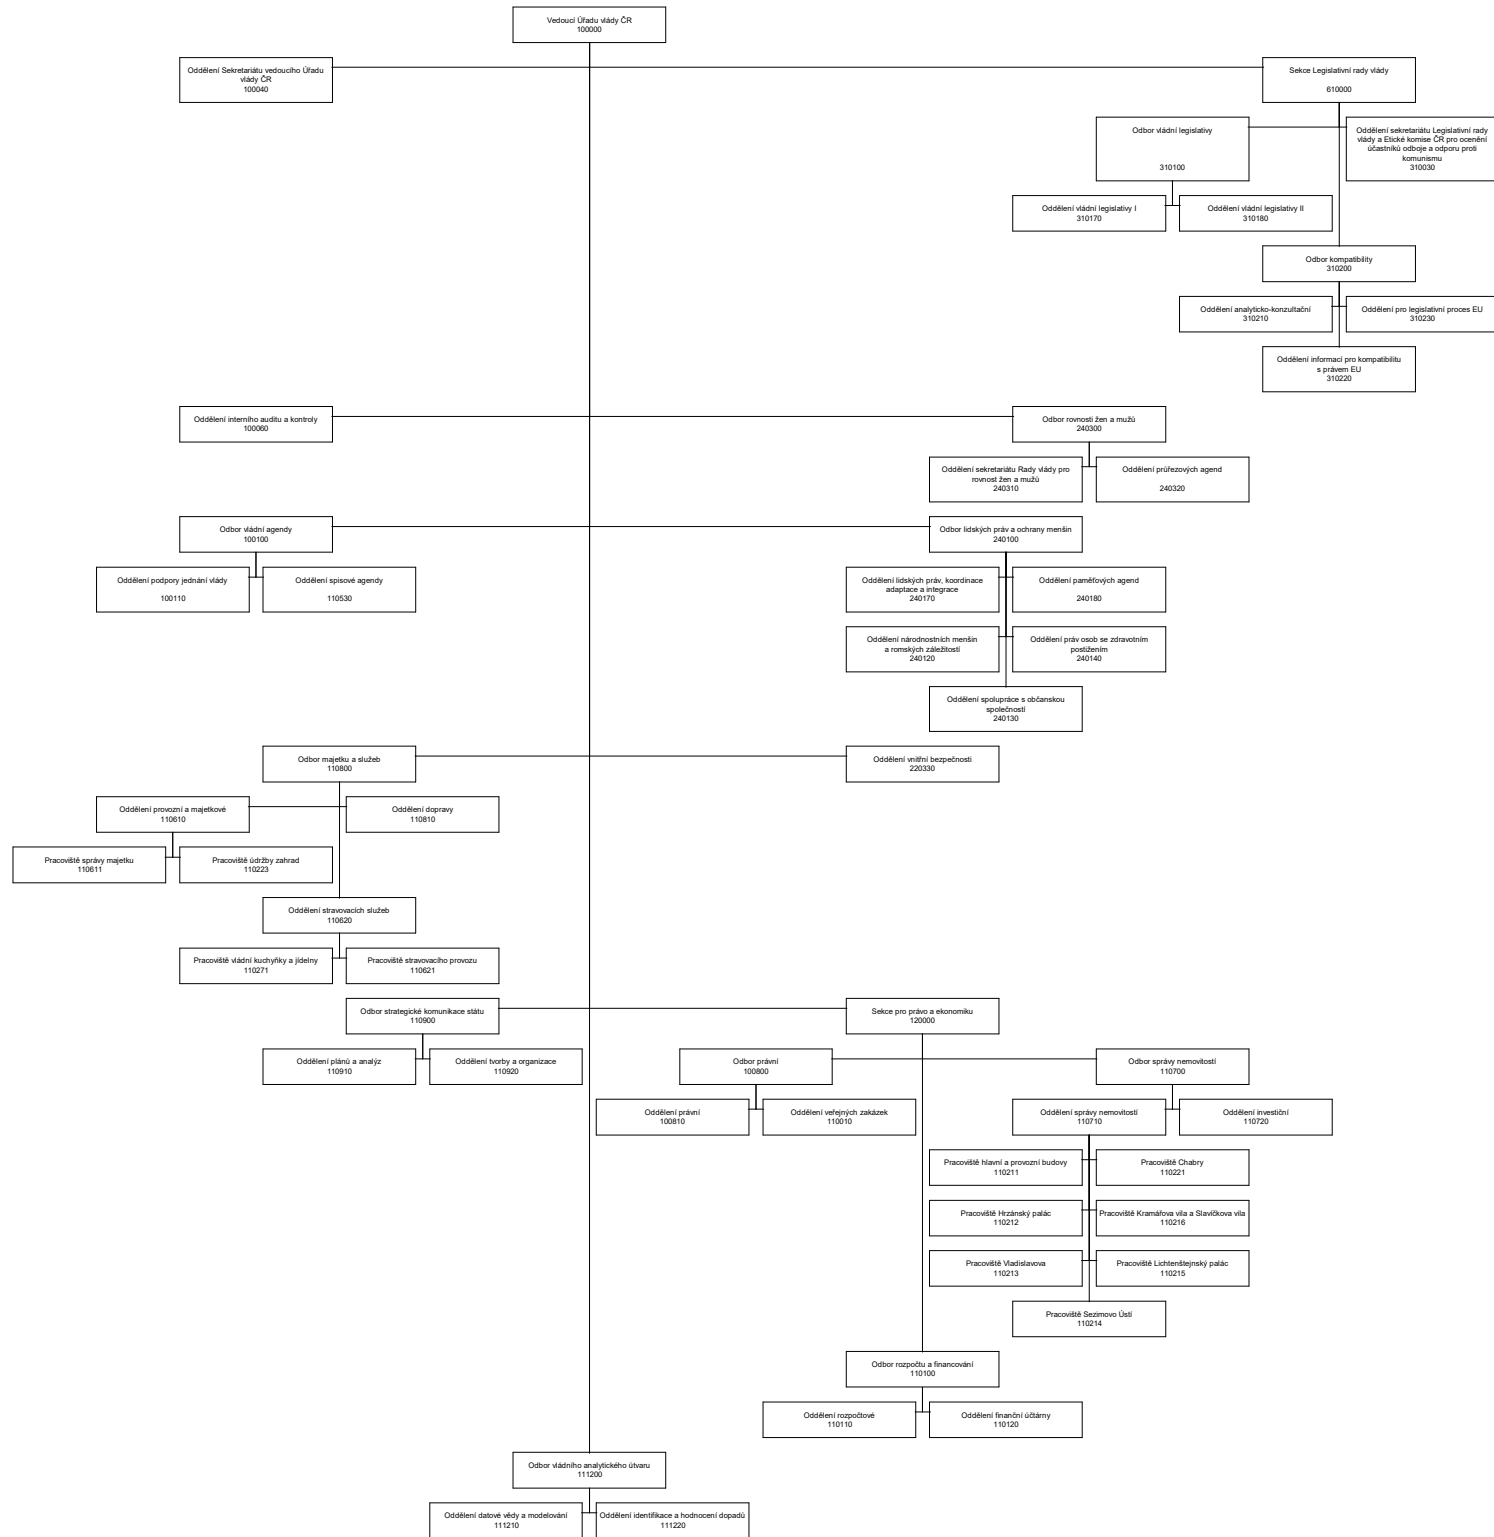 Vedoucí Úřadu vlády ČR
100000
Oddělení Sekretariátu vedoucího Úřadu
vlády ČR
100040
Sekce Legislativní rady vlády
610000
Odbor vládní legislativy
310100
Oddělení sekretariátu Legislativní rady
vlády a Etické komise ČR pro ocenění
účastníků odboje a odporu proti
komunismu
310030
Oddělení vládní legislativy I
310170
Oddělení vládní legislativy II
310180
Odbor kompatibility
310200
Oddělení analyticko-konzultační
310210
Oddělení pro legislativní proces EU
310230
Oddělení informací pro kompatibilitu
s právem EU
310220
Oddělení interního auditu a kontroly
100060
Odbor rovnosti žen a mužů
240300
Oddělení sekretariátu Rady vlády pro
rovnost žen a mužů
240310
Oddělení průřezových agend
240320
Odbor vládní agendy
100100
Odbor lidských práv a ochrany menšin
240100
Oddělení podpory jednání vlády
100110
Oddělení spisové agendy
110530
Oddělení lidských práv, koordinace
adaptace a integrace
240170
Oddělení paměťových agend
240180
Oddělení národnostních menšin
a romských záležitostí
240120
Oddělení práv osob se zdravotním
postižením
240140
Oddělení spolupráce s občanskou
společností
240130
Odbor majetku a služeb
110800
Oddělení vnitřní bezpečnosti
220330
Oddělení provozní a majetkové
110610
Oddělení dopravy
110810
Pracoviště správy majetku
110611
Pracoviště údržby zahrad
110223
Oddělení stravovacích služeb
110620
Pracoviště vládní kuchyňky a jídelny
110271
Pracoviště stravovacího provozu
110621
Odbor strategické komunikace státu
110900
Sekce pro právo a ekonomiku
120000
Oddělení plánů a analýz
110910
Oddělení tvorby a organizace
110920
Odbor právní
100800
Odbor správy nemovitostí
110700
Oddělení právní
100810
Oddělení veřejných zakázek
110010
Oddělení správy nemovitostí
110710
Oddělení investiční
110720
Pracoviště hlavní a provozní budovy
110211
Pracoviště Chabry
110221
Pracoviště Hrzánský palác
110212
Pracoviště Kramářova vila a Slavíčkova vila
110216
Pracoviště Vladislavova
110213
Pracoviště Lichtenštejnský palác
110215
Pracoviště Sezimovo Ústí
110214
Odbor rozpočtu a financování
110100
Oddělení rozpočtové
110110
Oddělení finanční účtárny
110120
Odbor vládního analytického útvaru
111200
Oddělení datové vědy a modelování
111210
Oddělení identifikace a hodnocení dopadů
111220